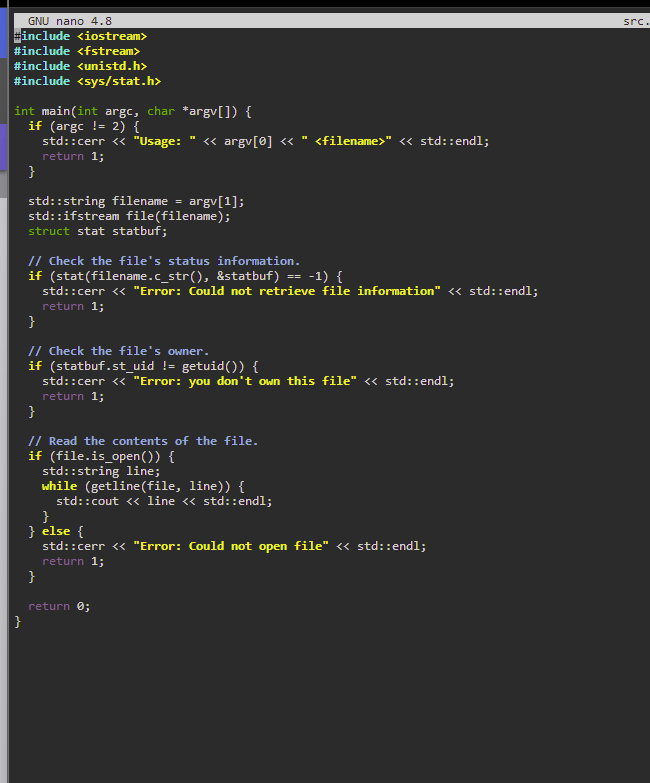 GNU nano 4.8 src.
#include <iostream>
#include <fstream>
#include <unistd.h>
#include <sys/stat.h>

int main(int argc, char *argv[]) {
  if (argc != 2) {
    std::cerr << "Usage: " << argv[0] << " <filename>" << std::endl;
    return 1;
  }

  std::string filename = argv[1];
  std::ifstream file(filename);
  struct stat statbuf;

  // Check the file's status information.
  if (stat(filename.c_str(), &statbuf) == -1) {
    std::cerr << "Error: Could not retrieve file information" << std::endl;
    return 1;
  }

  // Check the file's owner.
  if (statbuf.st_uid != getuid()) {
    std::cerr << "Error: you don't own this file" << std::endl;
    return 1;
  }

  // Read the contents of the file.
  if (file.is_open()) {
    std::string line;
    while (getline(file, line)) {
      std::cout << line << std::endl;
    }
  } else {
    std::cerr << "Error: Could not open file" << std::endl;
    return 1;
  }

  return 0;
}